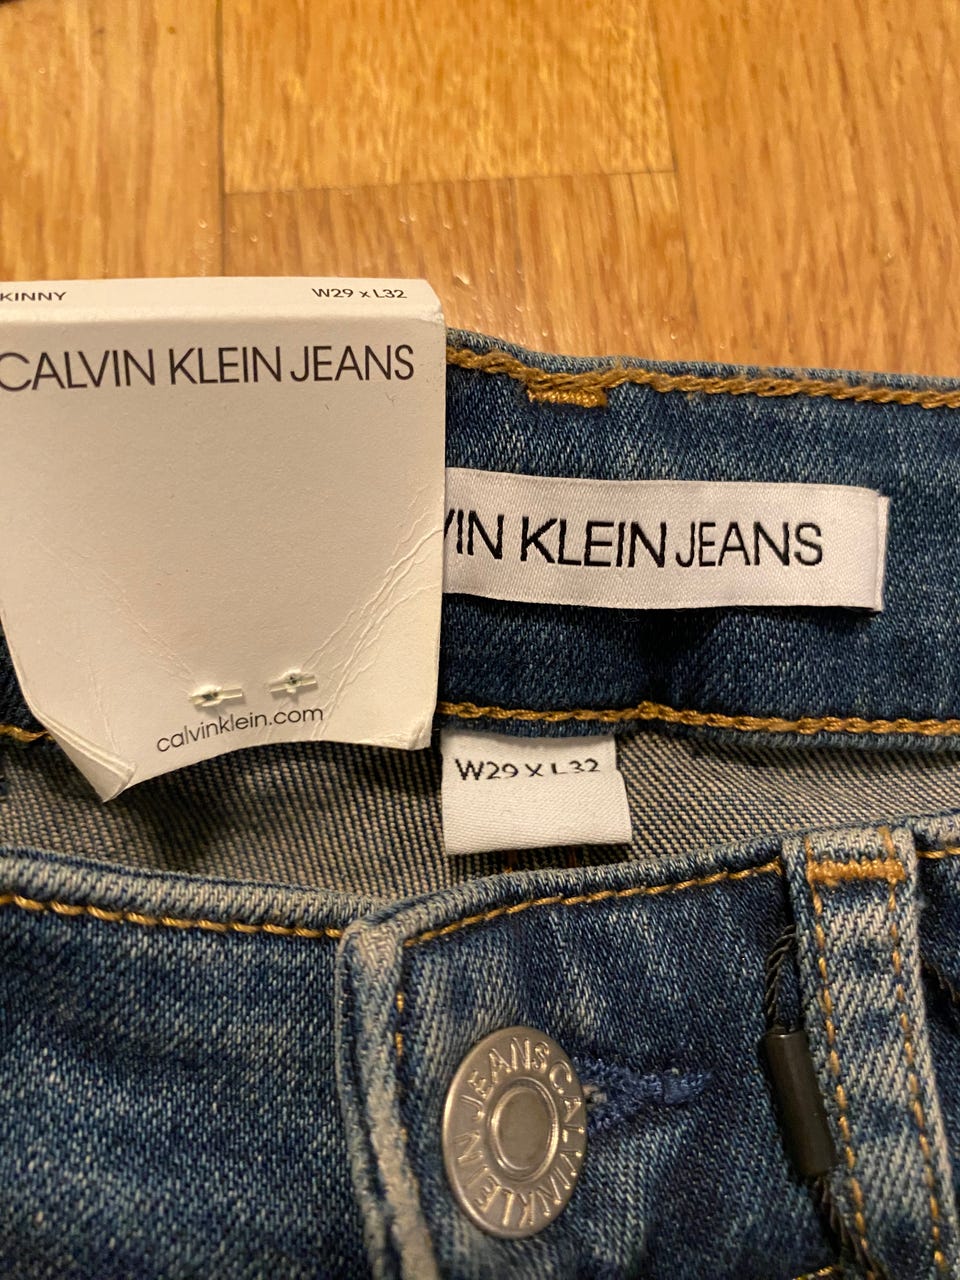 KINNY W29 x L32
CALVIN KLEIN JEANS
VIN KLEIN JEANS
calvinklein.com
W29 X L32
JEANS CALVIN KLEIN